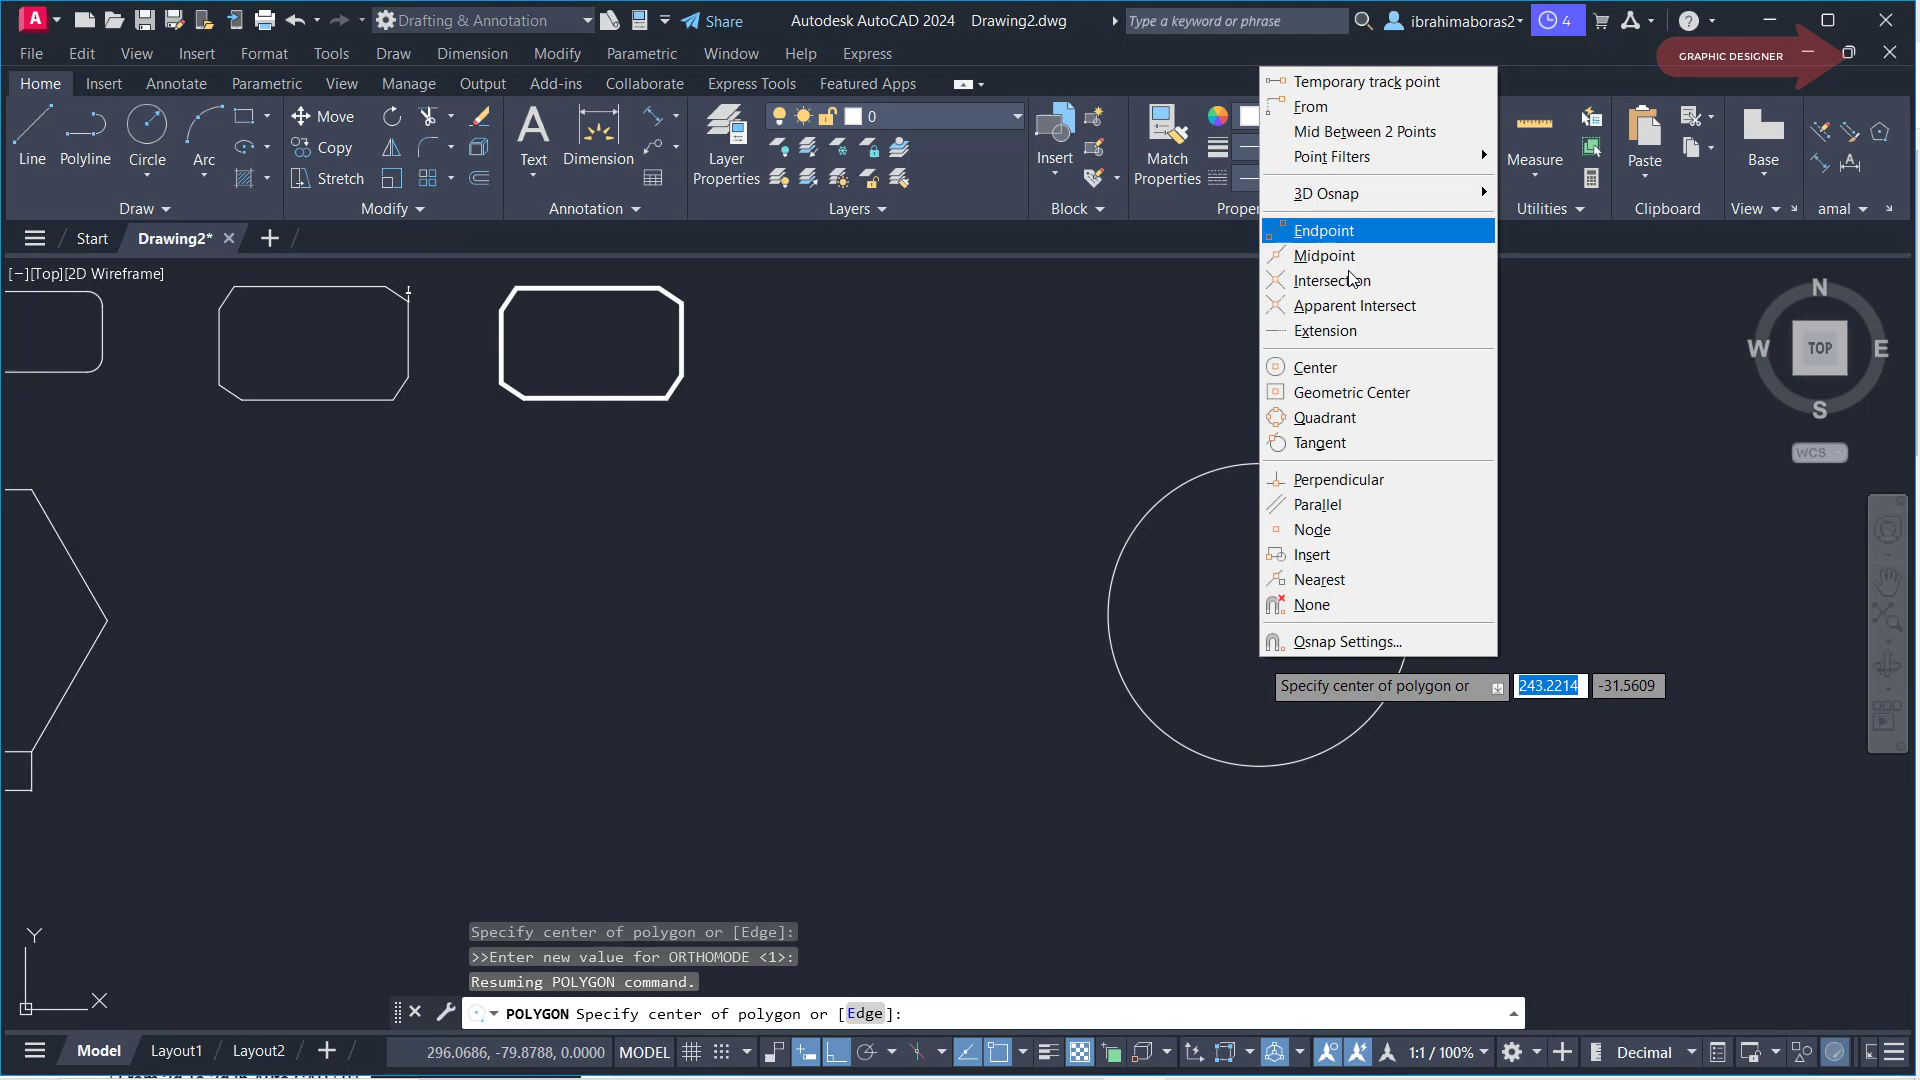 Drafting & Annotation
Share
Autodesk AutoCAD 2024 Drawing2.dwg
Type a keyword or phrase
ibrahimaboras2
4
File Edit View Insert Format Tools Draw Dimension Modify Parametric Window Help Express
GRAPHIC DESIGNER
Home Insert Annotate Parametric View Manage Output Add-ins Collaborate Express Tools Featured Apps
Line Polyline Circle Arc
Move
Copy
Stretch
Text Dimension
Layer Properties
0
Insert
Match Properties
Measure
Paste
Base
Draw Modify Annotation Layers Block Proper Utilities Clipboard View amal
Start Drawing2*
[−][Top][2D Wireframe]
Temporary track point
From
Mid Between 2 Points
Point Filters
3D Osnap
Endpoint
Midpoint
Intersection
Apparent Intersect
Extension
Center
Geometric Center
Quadrant
Tangent
Perpendicular
Parallel
Node
Insert
Nearest
None
Osnap Settings...
N
W TOP E
S
WCS
Specify center of polygon or 243.2214 -31.5609
Y
X
Specify center of polygon or [Edge]:
>>Enter new value for ORTHOMODE <1>:
Resuming POLYGON command.
POLYGON Specify center of polygon or [Edge]:
Model Layout1 Layout2
296.0686, -79.8788, 0.0000 MODEL
1:1 / 100%
Decimal